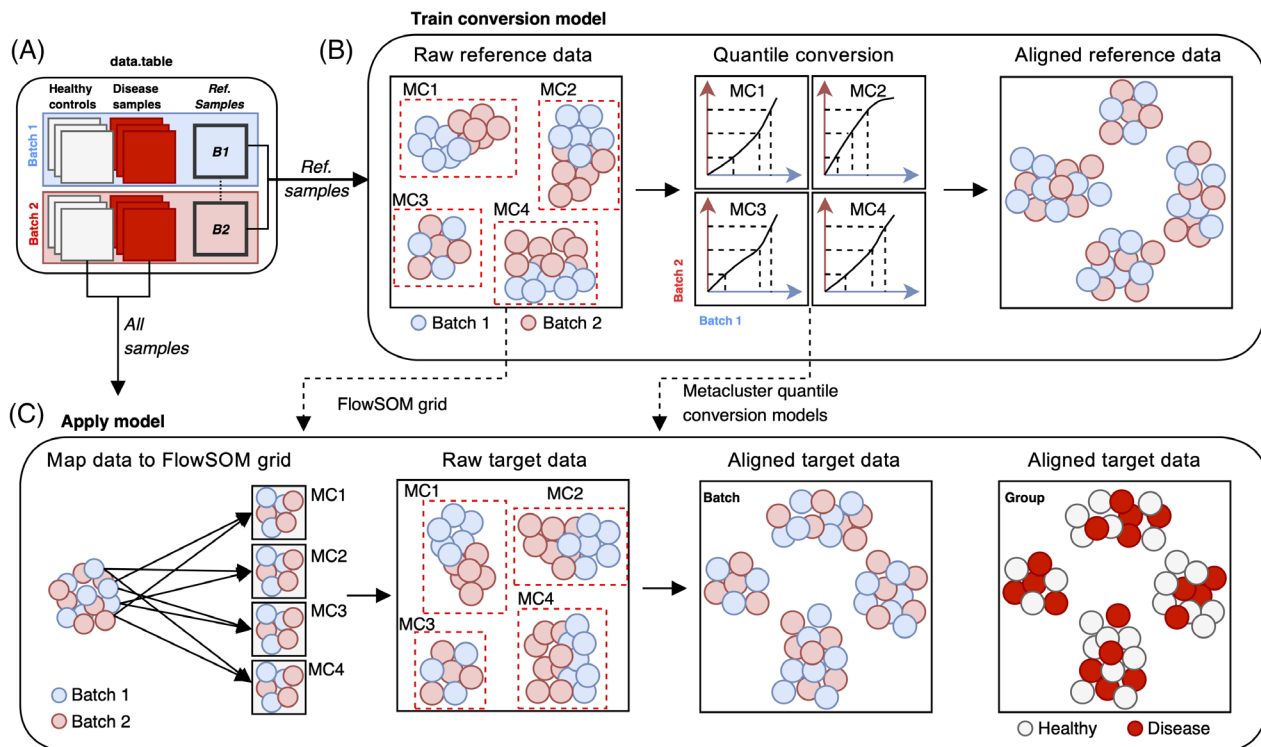 (A)
data.table
Healthy
controls
Disease
samples
Ref.
Samples
Batch 1
B1
Batch 2
B2
Ref.
samples
All
samples
Train conversion model
(B)
Raw reference data
MC1
MC2
MC3
MC4
Batch 1
Batch 2
Quantile conversion
MC1
MC2
MC3
MC4
Batch 2
Batch 1
Aligned reference data
FlowSOM grid
Metacluster quantile
conversion models
(C)
Apply model
Map data to FlowSOM grid
MC1
MC2
MC3
MC4
Batch 1
Batch 2
Raw target data
MC1
MC2
MC3
MC4
Aligned target data
Batch
Aligned target data
Group
Healthy
Disease